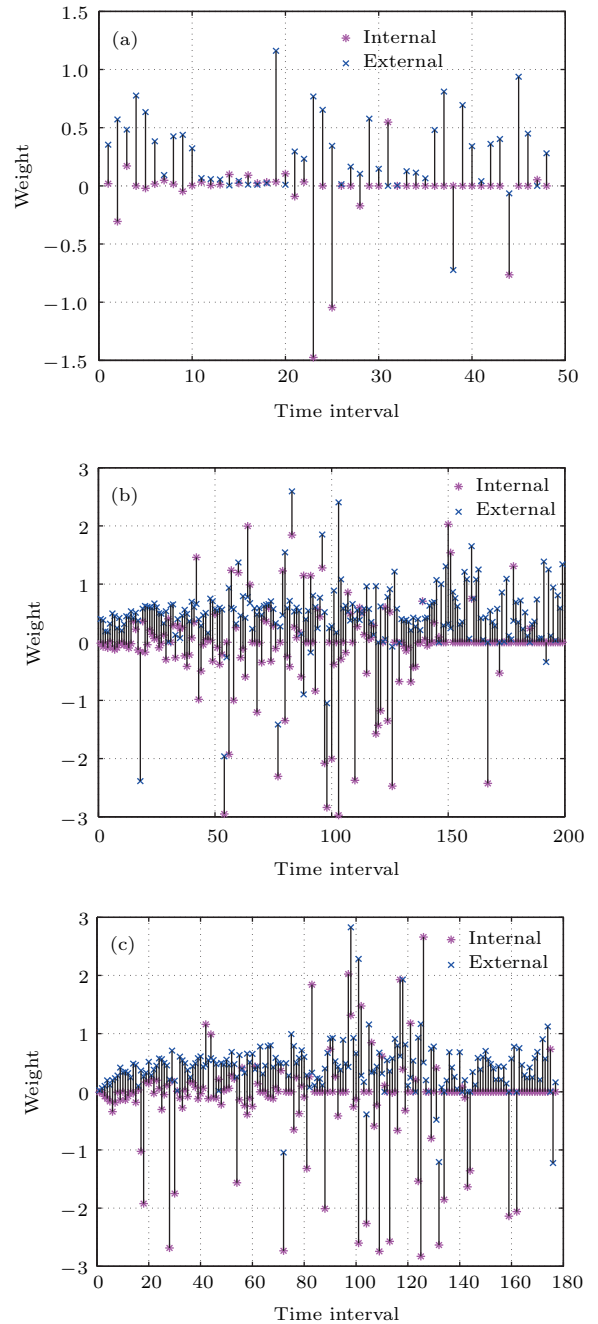 1.5
(a)
Internal
External
1.0
0.5
0
−0.5
−1.0
−1.5
Weight
0 10 20 30 40 50
Time interval
3
(b)
Internal
External
2
1
0
−1
−2
−3
Weight
0 50 100 150 200
Time interval
3
(c)
Internal
External
2
1
0
−1
−2
−3
Weight
0 20 40 60 80 100 120 140 160 180
Time interval